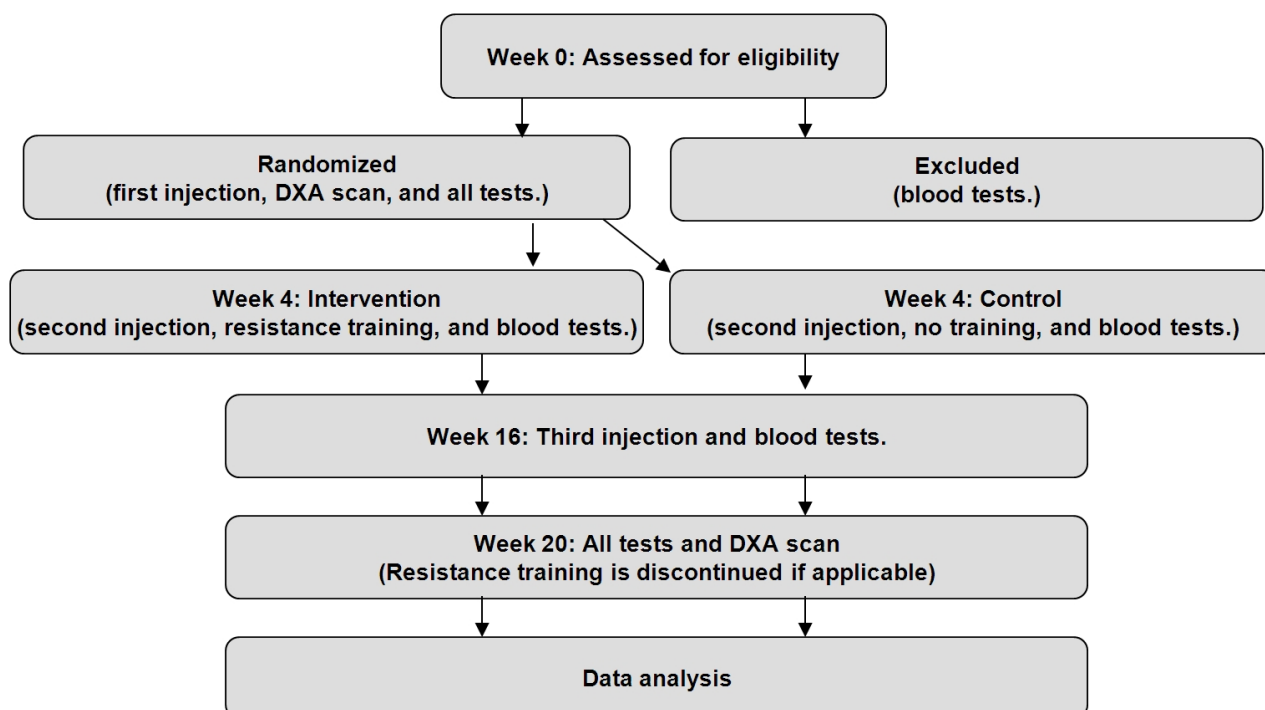 Week 0: Assessed for eligibility
Randomized
(first injection, DXA scan, and all tests.)
Excluded
(blood tests.)
Week 4: Intervention
(second injection, resistance training, and blood tests.)
Week 4: Control
(second injection, no training, and blood tests.)
Week 16: Third injection and blood tests.
Week 20: All tests and DXA scan
(Resistance training is discontinued if applicable)
Data analysis